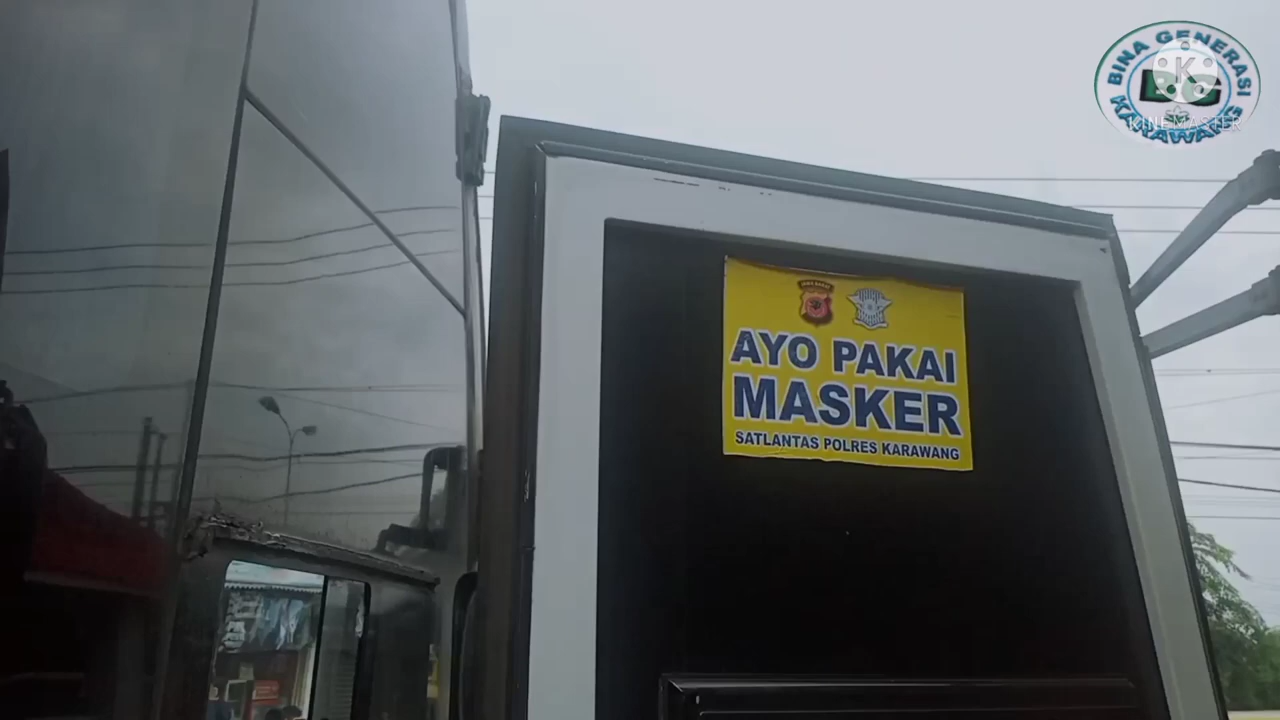 BINA GENERASI
KARAWANG
K
KINEMASTER
AYO PAKAI
MASKER
SATLANTAS POLRES KARAWANG